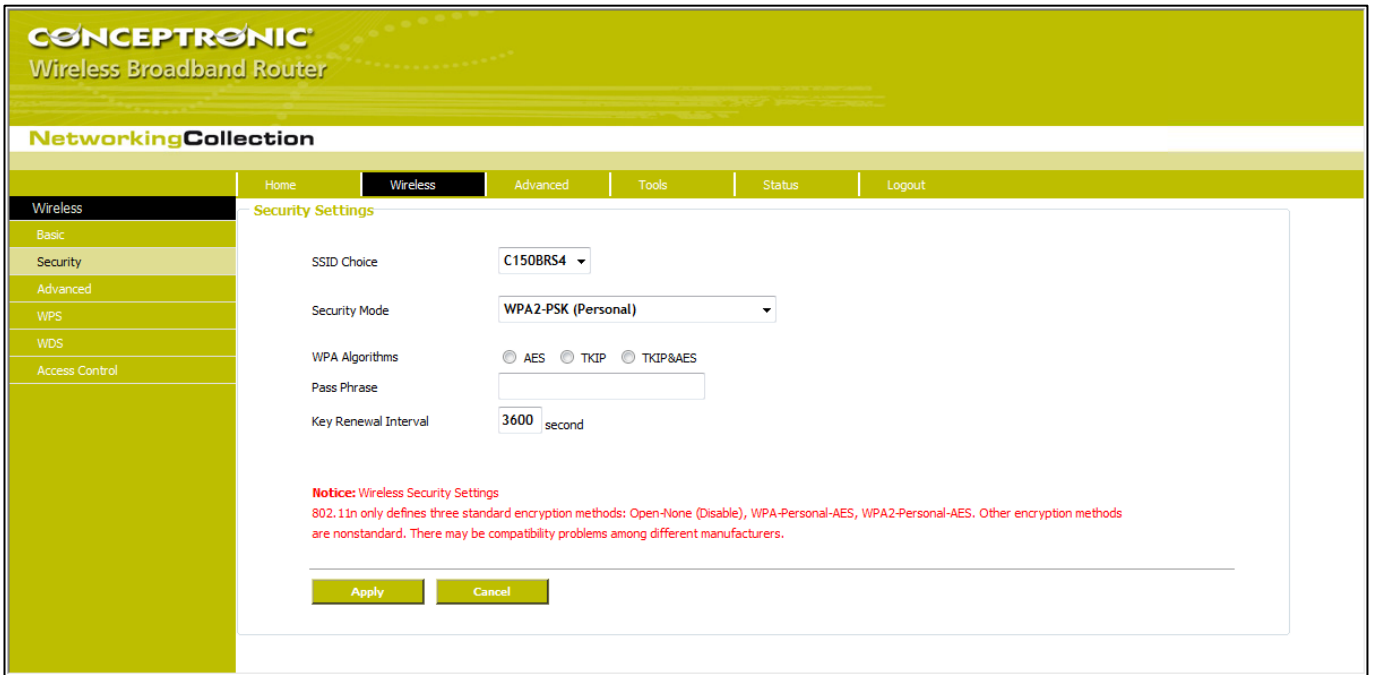 CONCEPTRONIC
Wireless Broadband Router
NetworkingCollection
Home Wireless Advanced Tools Status Logout
Wireless
Basic
Security
Advanced
WPS
WDS
Access Control
Security Settings
SSID Choice C150BRS4
Security Mode WPA2-PSK (Personal)
WPA Algorithms AES TKIP TKIP&AES
Pass Phrase
Key Renewal Interval 3600 second
Notice: Wireless Security Settings
802.11n only defines three standard encryption methods: Open-None (Disable), WPA-Personal-AES, WPA2-Personal-AES. Other encryption methods
are nonstandard. There may be compatibility problems among different manufacturers.
Apply Cancel